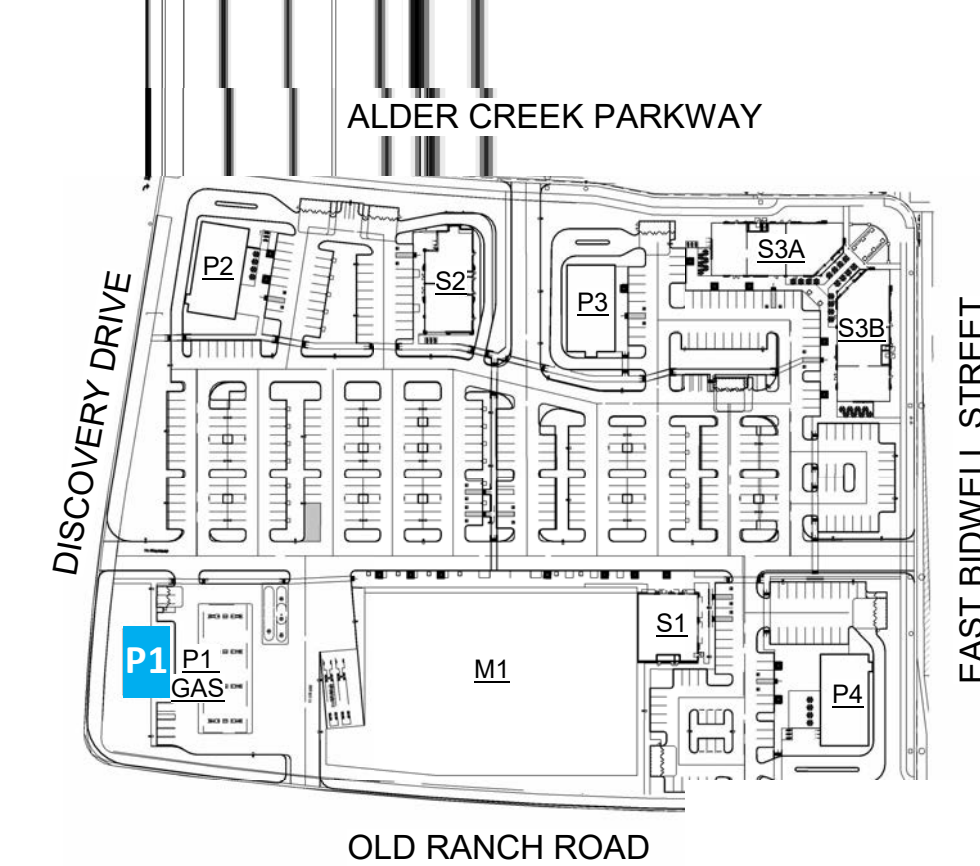 ALDER CREEK PARKWAY
P2
S2
P3
S3A
S3B
DISCOVERY DRIVE
EAST BIDWELL STREET
P1
P1
GAS
M1
S1
P4
OLD RANCH ROAD